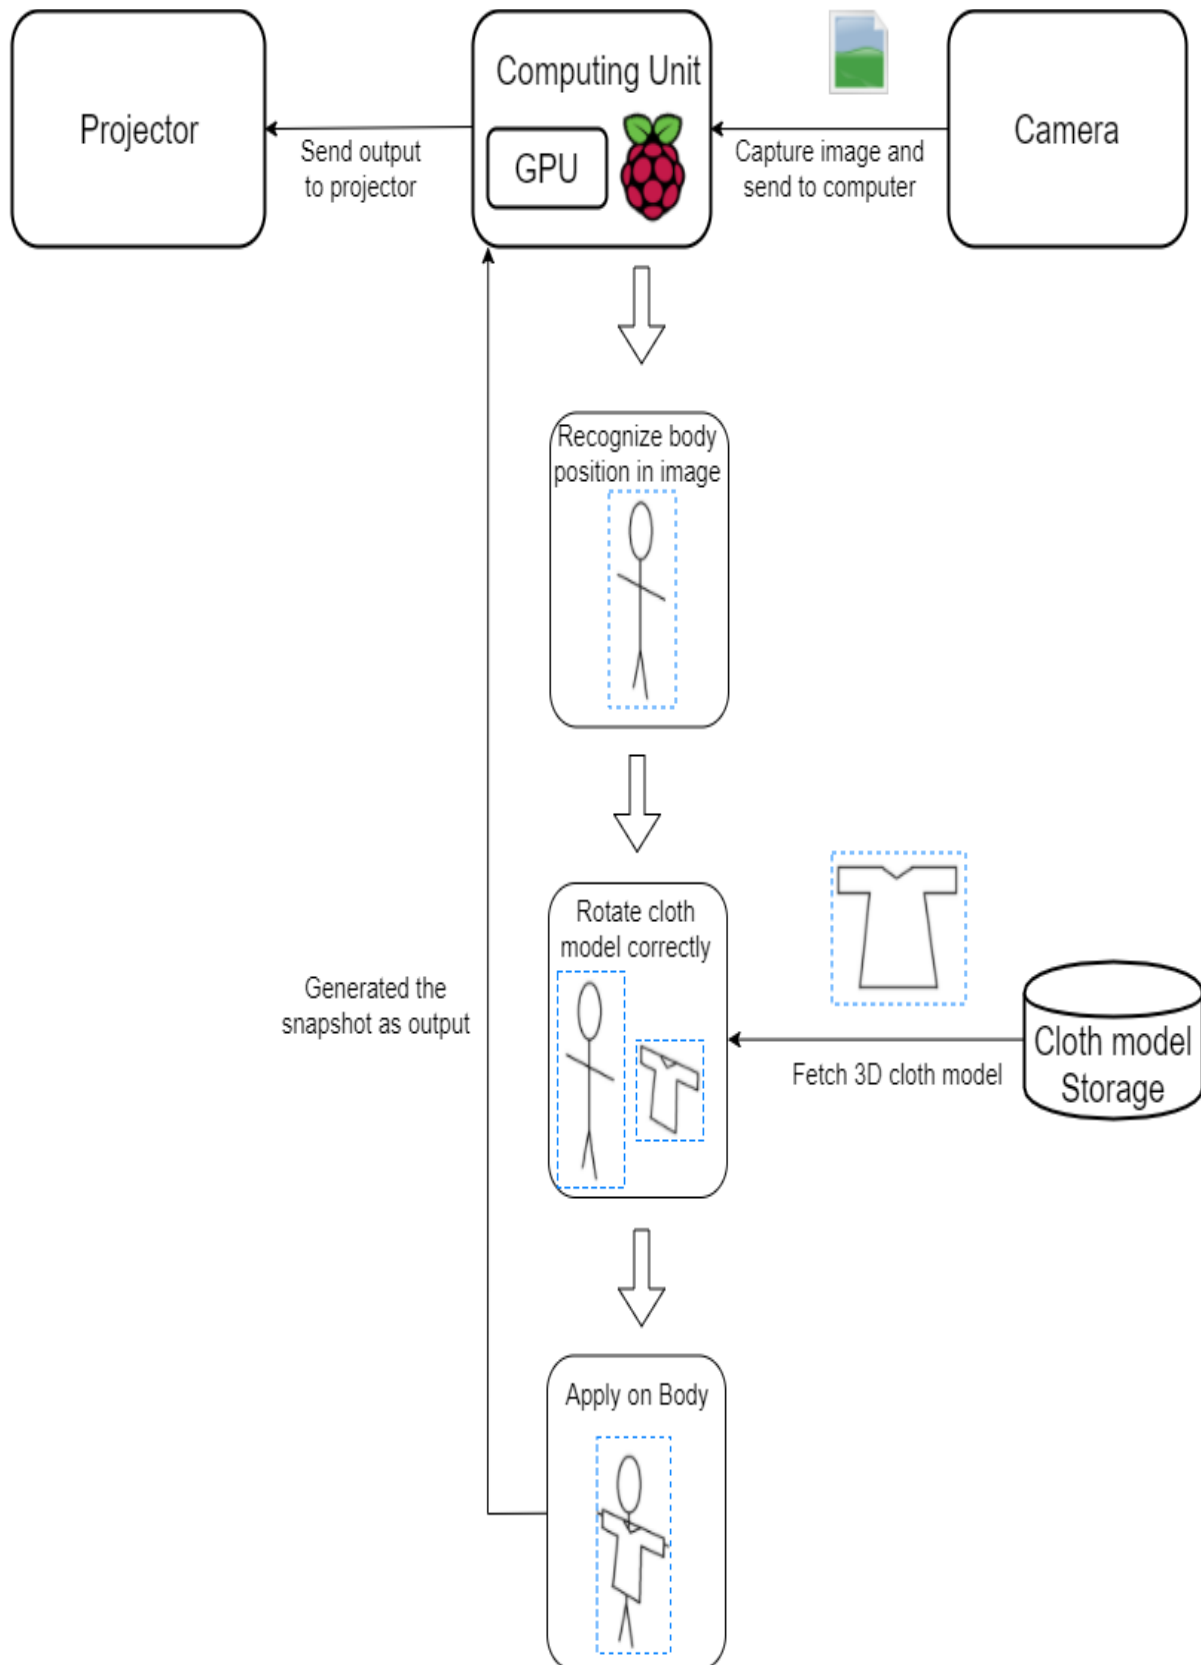 Projector
Send output
to projector
Computing Unit
GPU
Capture image and
send to computer
Camera
Recognize body
position in image
Rotate cloth
model correctly
Generated the
snapshot as output
Fetch 3D cloth model
Cloth model
Storage
Apply on Body